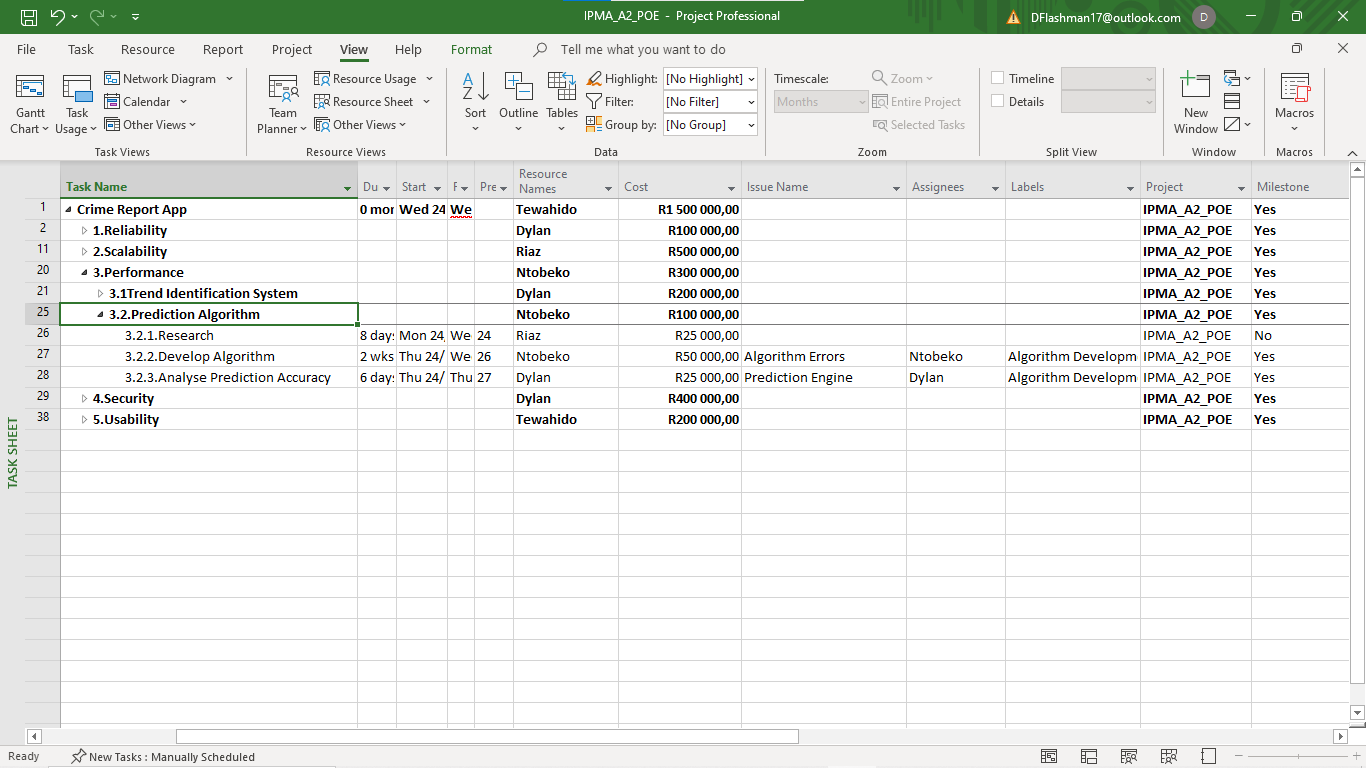 IPMA_A2_POE - Project Professional
DFlashman17@outlook.com D
File Task Resource Report Project View Help Format Tell me what you want to do
Gantt Chart
Task Usage
Network Diagram
Calendar
Other Views
Task Views
Team Planner
Resource Usage
Resource Sheet
Other Views
Resource Views
Sort
Outline
Tables
Highlight: [No Highlight]
Filter: [No Filter]
Group by: [No Group]
Data
Timescale:
Months
Zoom
Entire Project
Selected Tasks
Zoom
Timeline
Details
Split View
New Window
Window
Macros
Macros
Task Name Du Start F Pre Resource Names Cost Issue Name Assignees Labels Project Milestone
1 Crime Report App 0 mor Wed 24 We Tewahido R1 500 000,00 IPMA_A2_POE Yes
2 1.Reliability Dylan R100 000,00 IPMA_A2_POE Yes
11 2.Scalability Riaz R500 000,00 IPMA_A2_POE Yes
20 3.Performance Ntobeko R300 000,00 IPMA_A2_POE Yes
21 3.1Trend Identification System Dylan R200 000,00 IPMA_A2_POE Yes
25 3.2.Prediction Algorithm Ntobeko R100 000,00 IPMA_A2_POE Yes
26 3.2.1.Research 8 days Mon 24, We 24 Riaz R25 000,00 IPMA_A2_POE No
27 3.2.2.Develop Algorithm 2 wks Thu 24/ We 26 Ntobeko R50 000,00 Algorithm Errors Ntobeko Algorithm Developm IPMA_A2_POE Yes
28 3.2.3.Analyse Prediction Accuracy 6 days Thu 24/ Thu 27 Dylan R25 000,00 Prediction Engine Dylan Algorithm Developm IPMA_A2_POE Yes
29 4.Security Dylan R400 000,00 IPMA_A2_POE Yes
38 5.Usability Tewahido R200 000,00 IPMA_A2_POE Yes
TASK SHEET
Ready New Tasks : Manually Scheduled